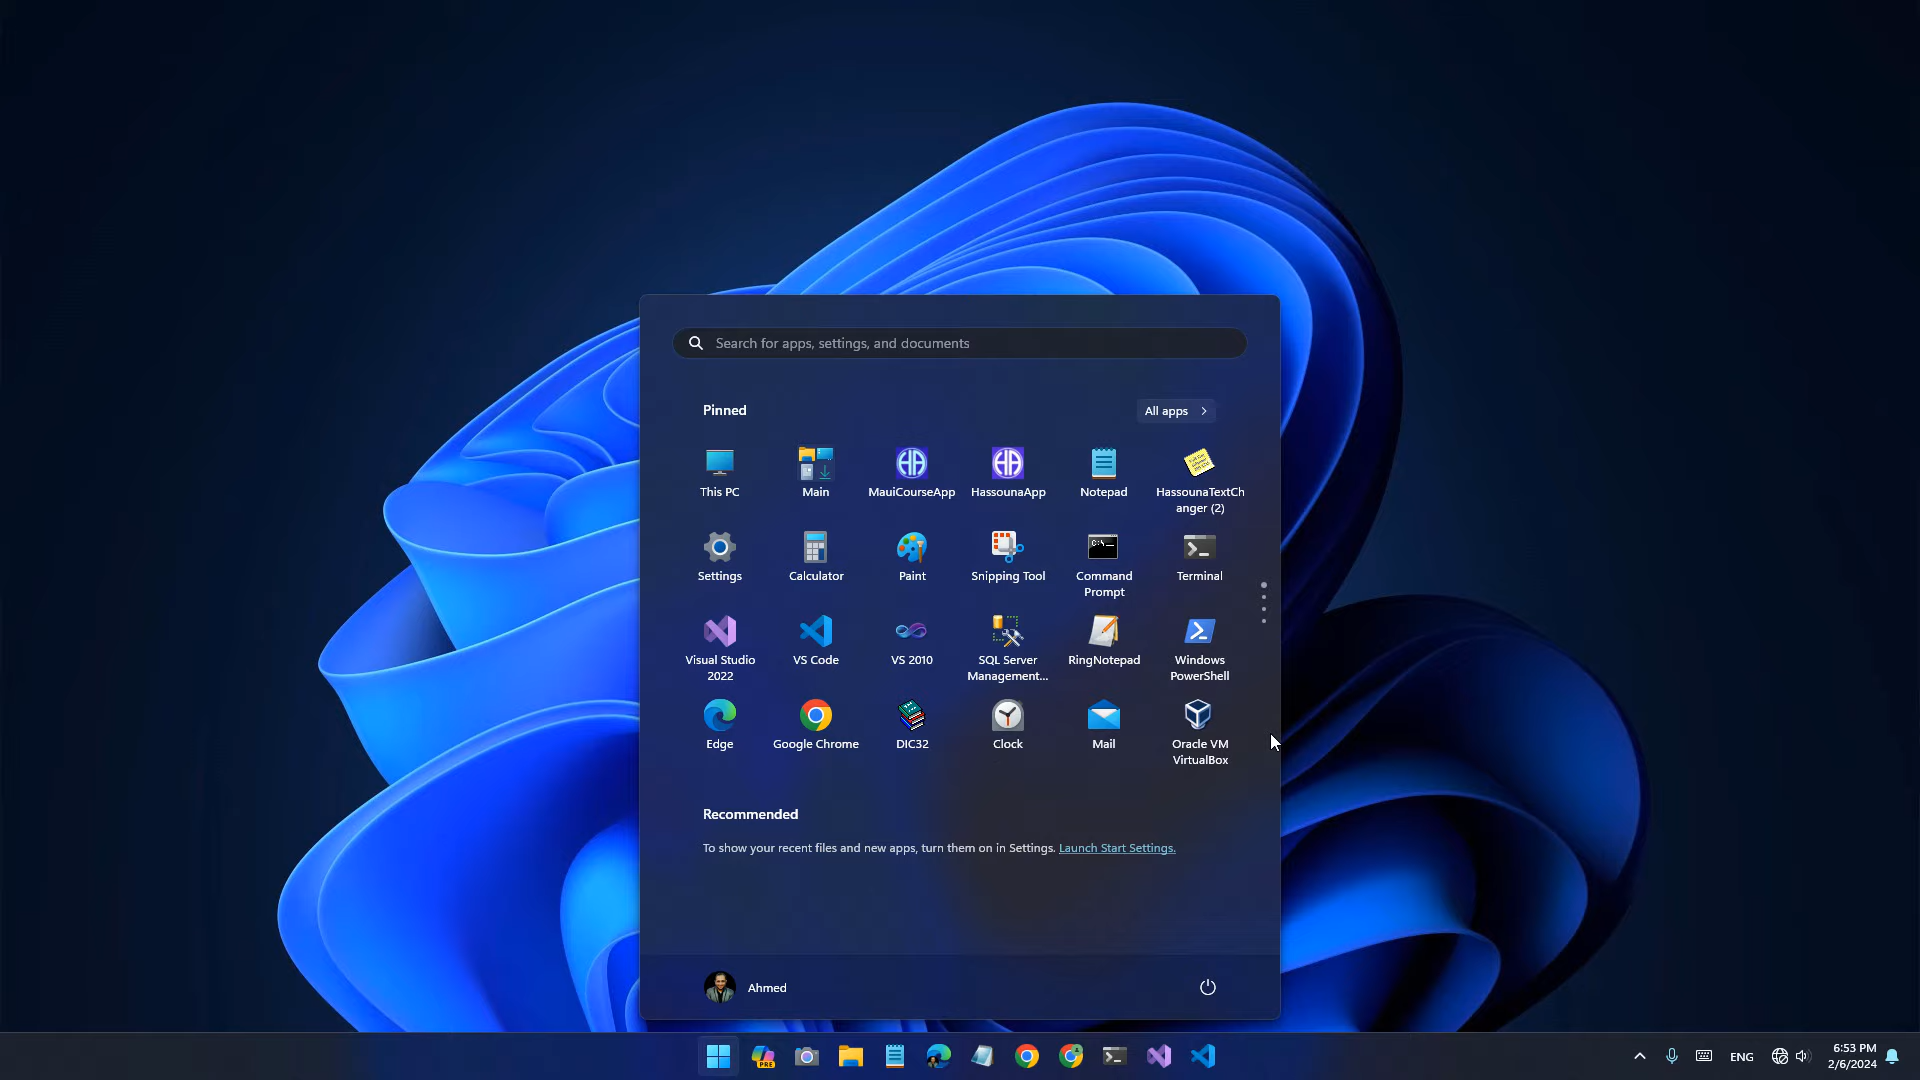 Search for apps, settings, and documents
Pinned
All apps
This PC
Main
MauiCourseApp
HassounaApp
Notepad
HassounaTextCh
anger (2)
Settings
Calculator
Paint
Snipping Tool
Command
Prompt
Terminal
Visual Studio
2022
VS Code
VS 2010
SQL Server
Management...
RingNotepad
Windows
PowerShell
Edge
Google Chrome
DIC32
Clock
Mail
Oracle VM
VirtualBox
Recommended
To show your recent files and new apps, turn them on in Settings. Launch Start Settings.
Ahmed
PRE
ENG
6:53 PM
2/6/2024